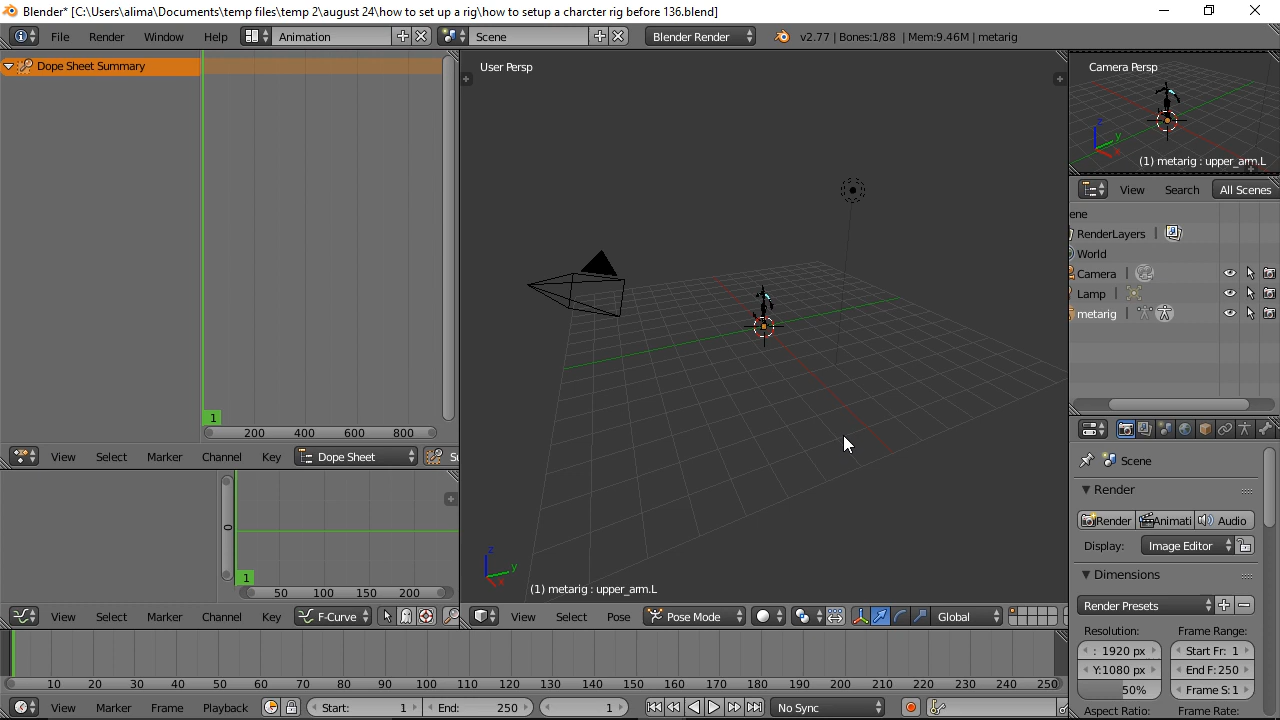 Blender* [C:\Users\alima\Documents\temp files\temp 2\august 24\how to set up a rig\how to setup a charcter rig before 136.blend]
File Render Window Help Animation Scene Blender Render v2.77 | Bones:1/88 | Mem:9.46M | metarig
Dope Sheet Summary
1
200 400 600 800
View Select Marker Channel Key Dope Sheet Su
0
1
50 100 150 200
View Select Marker Channel Key F-Curve
User Persp
(1) metarig : upper_arm.L
z
y
x
View Select Pose Pose Mode Global
Camera Persp
z
y
x
(1) metarig : upper_arm.L
View Search All Scenes
ene
RenderLayers |
World
Camera |
Lamp |
metarig |
Scene
Render
Render Animati Audio
Display: Image Editor
Dimensions
Render Presets
Resolution: Frame Range:
: 1920 px Start Fr: 1
Y:1080 px End F:250
50% Frame S:1
Aspect Ratio: Frame Rate:
10 20 30 40 50 60 70 80 90 100 110 120 130 140 150 160 170 180 190 200 210 220 230 240 250
View Marker Frame Playback Start: 1 End: 250 1 No Sync